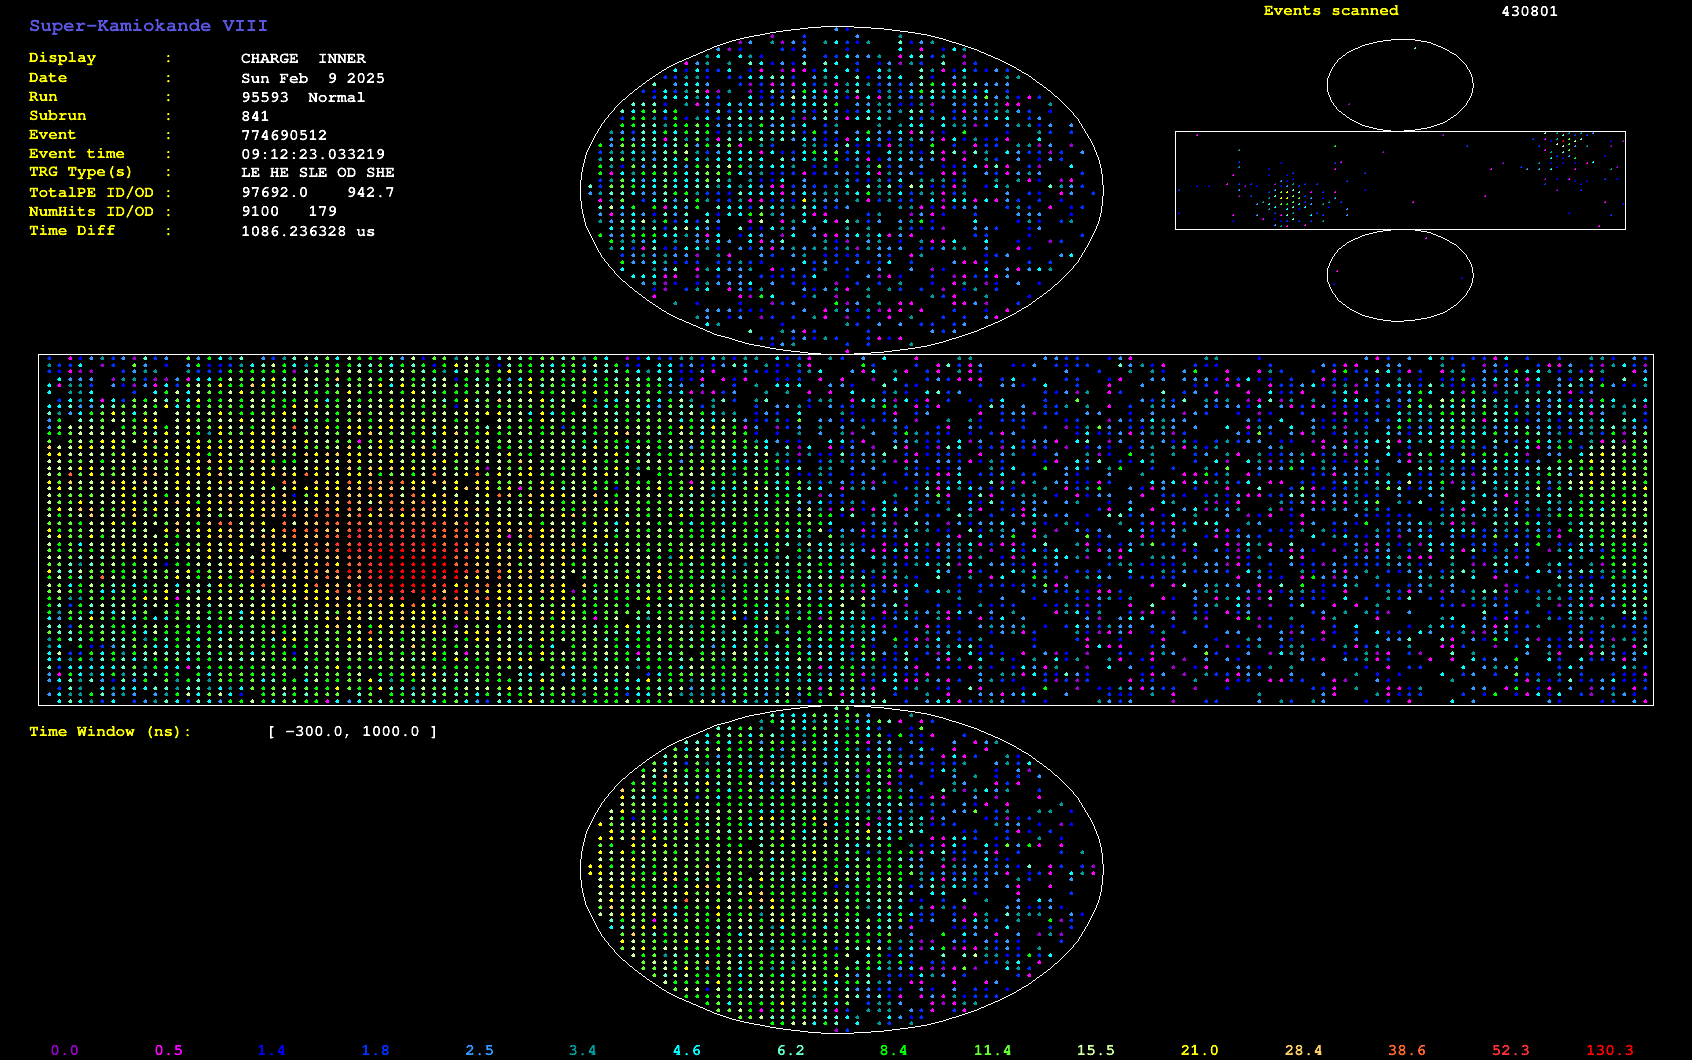 Super-Kamiokande VIII
Events scanned 430801
Display : CHARGE INNER
Date : Sun Feb 9 2025
Run : 95593 Normal
Subrun : 841
Event : 774690512
Event time : 09:12:23.033219
TRG Type(s) : LE HE SLE OD SHE
TotalPE ID/OD : 97692.0 942.7
NumHits ID/OD : 9100 179
Time Diff : 1086.236328 us
Time Window (ns): [ -300.0, 1000.0 ]
0.0 0.5 1.4 1.8 2.5 3.4 4.6 6.2 8.4 11.4 15.5 21.0 28.4 38.6 52.3 130.3